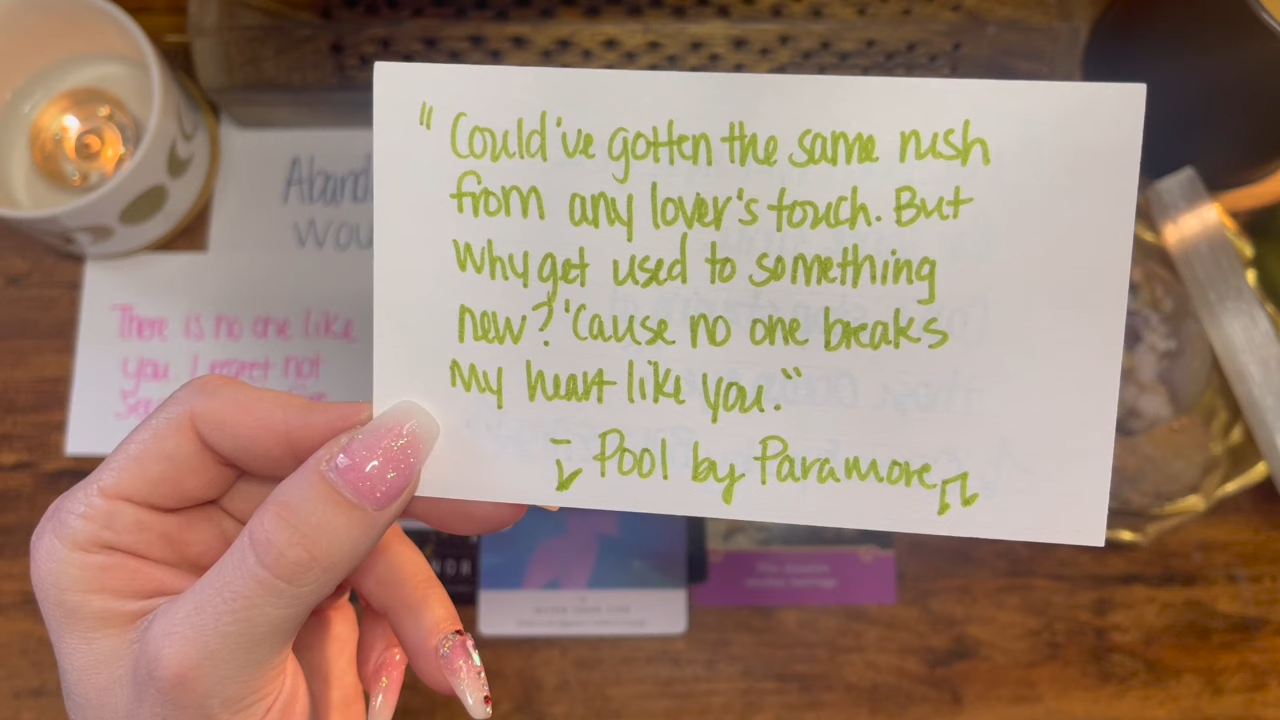 "Could've gotten the same rush
from any lover's touch. But
why get used to something
new? 'Cause no one breaks
my heart like you."
- Pool by Paramore
Aband
wou
There is no one like
you. I regret not